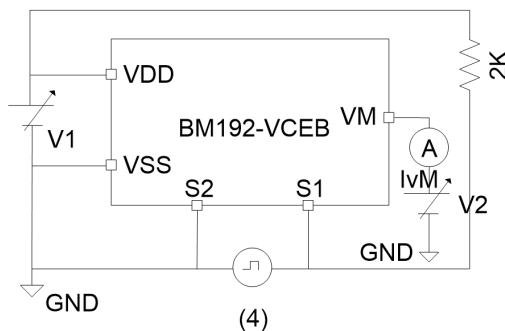 VDD
2K
BM192-VCEB
VM
A
V1
VSS
IvM
S2
S1
V2
GND
GND
(4)